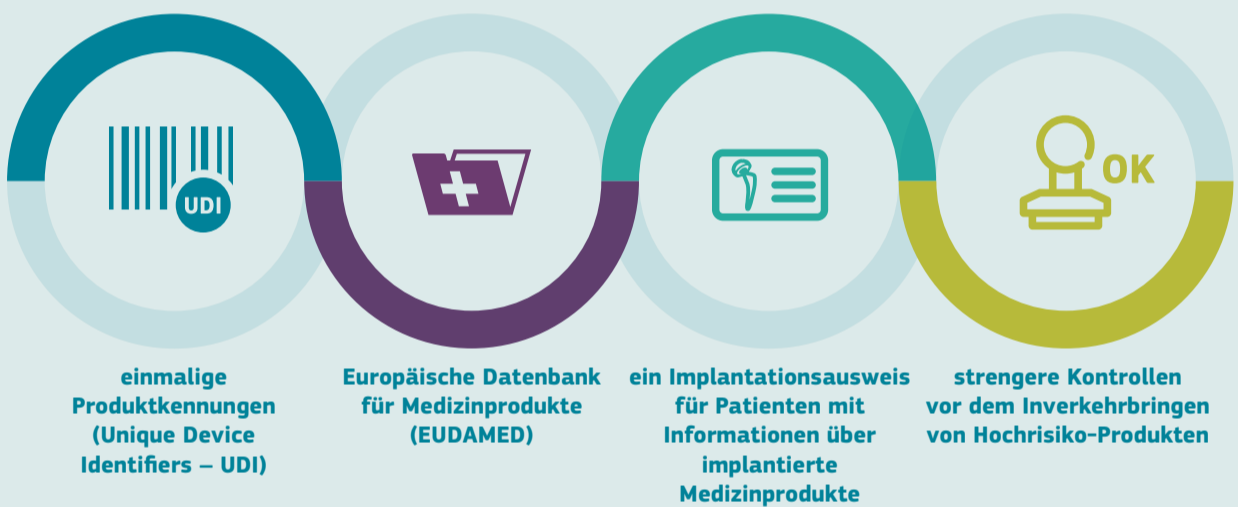 UDI
OK
einmalige
Produktkennungen
(Unique Device
Identifiers – UDI)
Europäische Datenbank
für Medizinprodukte
(EUDAMED)
ein Implantationsausweis
für Patienten mit
Informationen über
implantierte
Medizinprodukte
strengere Kontrollen
vor dem Inverkehrbringen
von Hochrisiko-Produkten